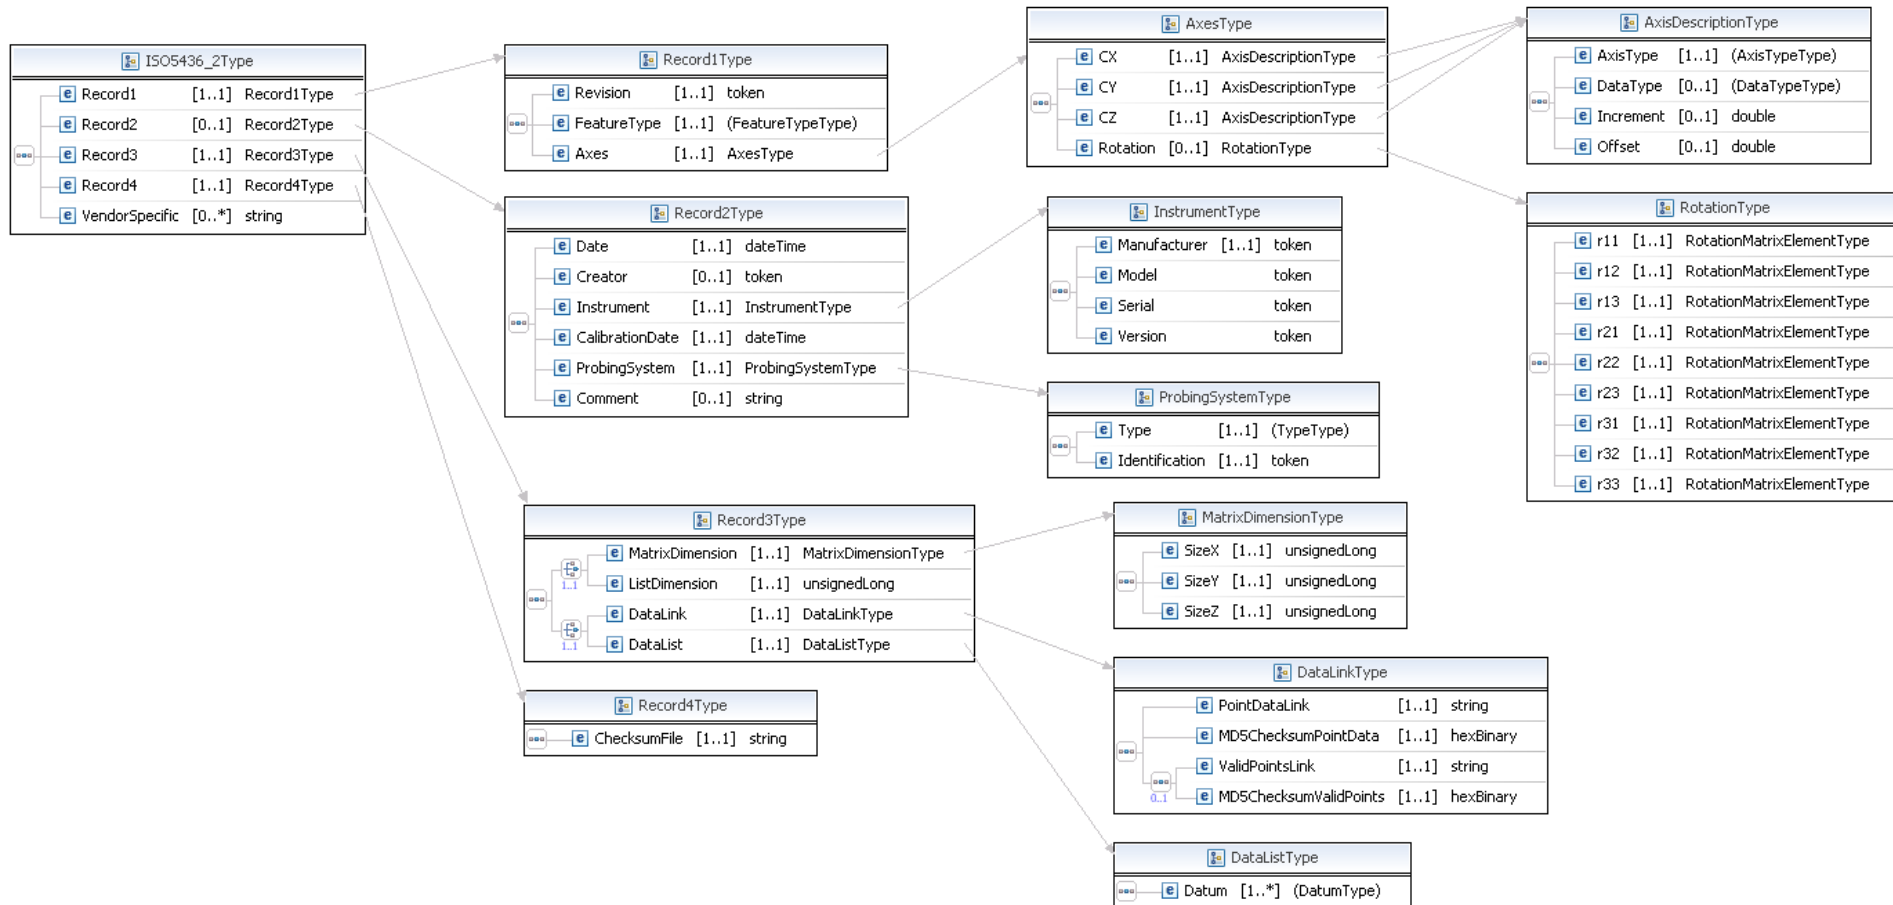 ISO5436_2Type
Record1 [1..1] Record1Type
Record2 [0..1] Record2Type
Record3 [1..1] Record3Type
Record4 [1..1] Record4Type
VendorSpecific [0..*] string
Record1Type
Revision [1..1] token
FeatureType [1..1] (FeatureTypeType)
Axes [1..1] AxesType
Record2Type
Date [1..1] dateTime
Creator [0..1] token
Instrument [1..1] InstrumentType
CalibrationDate [1..1] dateTime
ProbingSystem [1..1] ProbingSystemType
Comment [0..1] string
Record3Type
MatrixDimension [1..1] MatrixDimensionType
1..1
ListDimension [1..1] unsignedLong
DataLink [1..1] DataLinkType
1..1
DataList [1..1] DataListType
Record4Type
ChecksumFile [1..1] string
AxesType
CX [1..1] AxisDescriptionType
CY [1..1] AxisDescriptionType
CZ [1..1] AxisDescriptionType
Rotation [0..1] RotationType
InstrumentType
Manufacturer [1..1] token
Model token
Serial token
Version token
ProbingSystemType
Type [1..1] (TypeType)
Identification [1..1] token
MatrixDimensionType
SizeX [1..1] unsignedLong
SizeY [1..1] unsignedLong
SizeZ [1..1] unsignedLong
DataLinkType
PointDataLink [1..1] string
MD5ChecksumPointData [1..1] hexBinary
ValidPointsLink [1..1] string
0..1
MD5ChecksumValidPoints [1..1] hexBinary
DataListType
Datum [1..*] (DatumType)
AxisDescriptionType
AxisType [1..1] (AxisTypeType)
DataType [0..1] (DataTypeType)
Increment [0..1] double
Offset [0..1] double
RotationType
r11 [1..1] RotationMatrixElementType
r12 [1..1] RotationMatrixElementType
r13 [1..1] RotationMatrixElementType
r21 [1..1] RotationMatrixElementType
r22 [1..1] RotationMatrixElementType
r23 [1..1] RotationMatrixElementType
r31 [1..1] RotationMatrixElementType
r32 [1..1] RotationMatrixElementType
r33 [1..1] RotationMatrixElementType